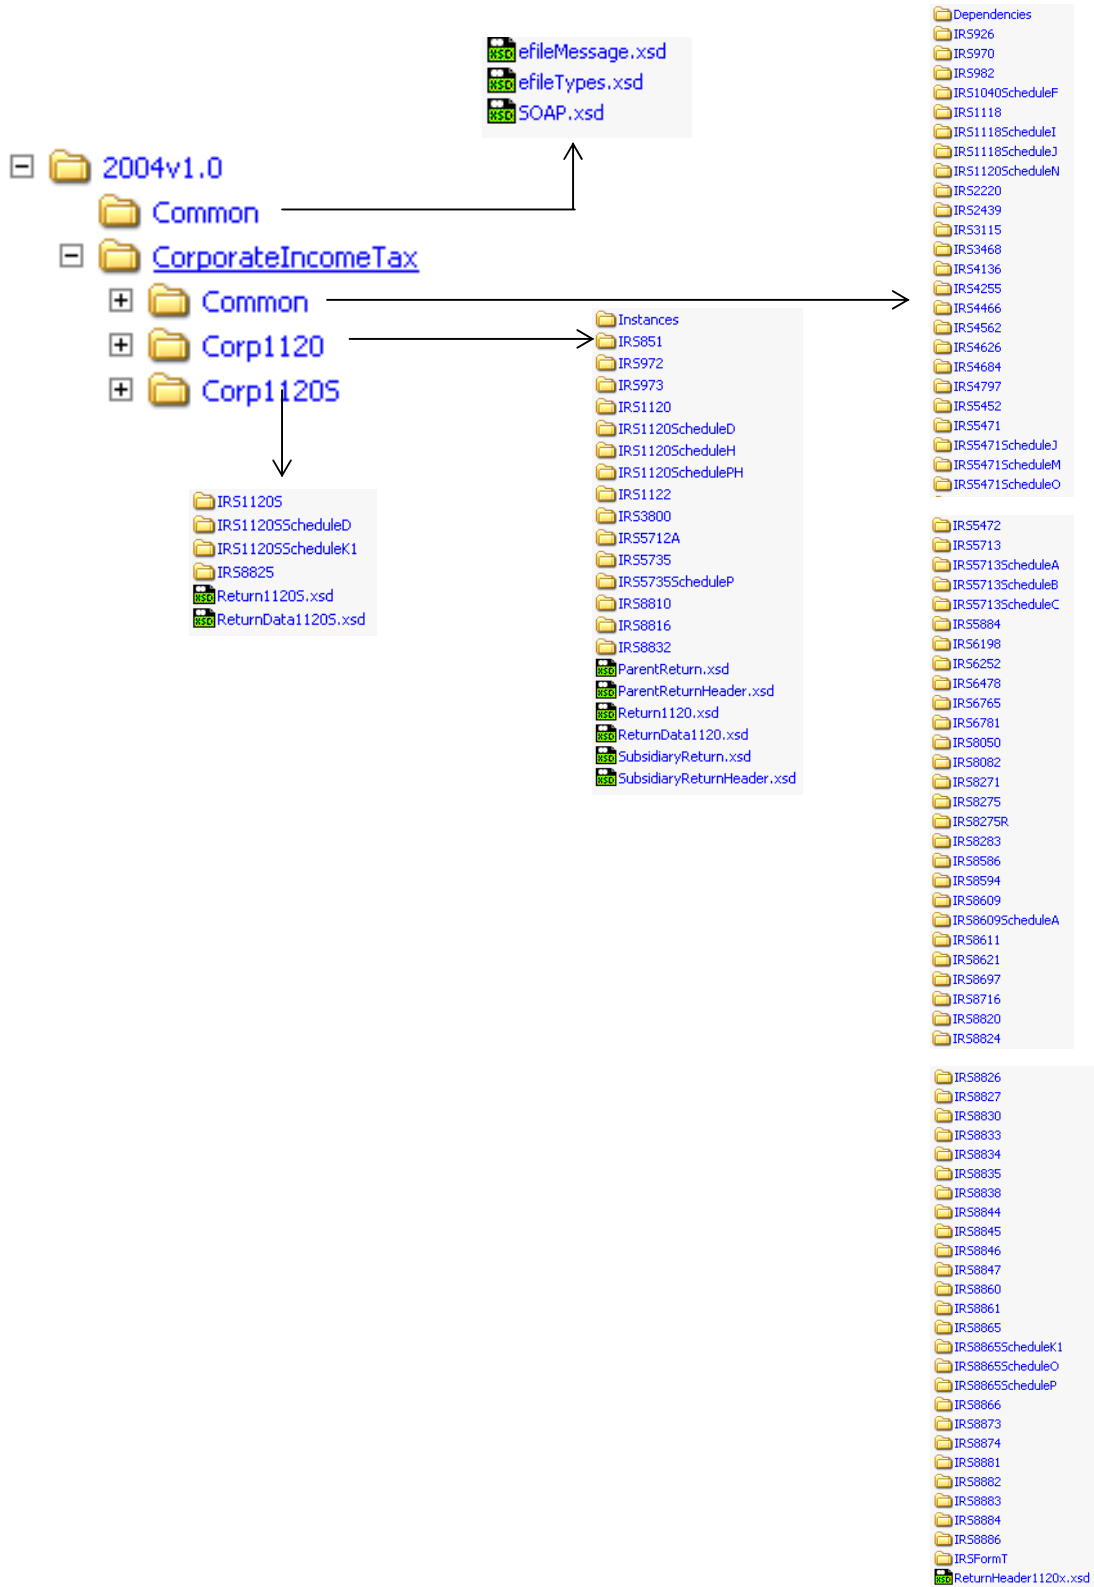 2004v1.0
Common
CorporateIncomeTax
Common
Corp1120
Corp1120S
efileMessage.xsd
efileTypes.xsd
SOAP.xsd
IRS1120S
IRS1120SScheduleD
IRS1120SScheduleK1
IRS8825
Return1120S.xsd
ReturnData1120S.xsd
Instances
IRS851
IRS972
IRS973
IRS1120
IRS1120ScheduleD
IRS1120ScheduleH
IRS1120SchedulePH
IRS1122
IRS3800
IRS5712A
IRS5735
IRS5735ScheduleP
IRS8810
IRS8816
IRS8832
ParentReturn.xsd
ParentReturnHeader.xsd
Return1120.xsd
ReturnData1120.xsd
SubsidiaryReturn.xsd
SubsidiaryReturnHeader.xsd
Dependencies
IRS926
IRS970
IRS982
IRS1040ScheduleF
IRS1118
IRS1118ScheduleI
IRS1118ScheduleJ
IRS1120ScheduleN
IRS2220
IRS2439
IRS3115
IRS3468
IRS4136
IRS4255
IRS4466
IRS4562
IRS4626
IRS4684
IRS4797
IRS5452
IRS5471
IRS5471ScheduleJ
IRS5471ScheduleM
IRS5471ScheduleO
IRS5472
IRS5713
IRS5713ScheduleA
IRS5713ScheduleB
IRS5713ScheduleC
IRS5884
IRS6198
IRS6252
IRS6478
IRS6765
IRS6781
IRS8050
IRS8082
IRS8271
IRS8275
IRS8275R
IRS8283
IRS8586
IRS8594
IRS8609
IRS8609ScheduleA
IRS8611
IRS8621
IRS8697
IRS8716
IRS8820
IRS8824
IRS8826
IRS8827
IRS8830
IRS8833
IRS8834
IRS8835
IRS8838
IRS8844
IRS8845
IRS8846
IRS8847
IRS8860
IRS8861
IRS8865
IRS8865ScheduleK1
IRS8865ScheduleO
IRS8865ScheduleP
IRS8866
IRS8873
IRS8874
IRS8881
IRS8882
IRS8883
IRS8884
IRS8886
IRSFormT
ReturnHeader1120x.xsd